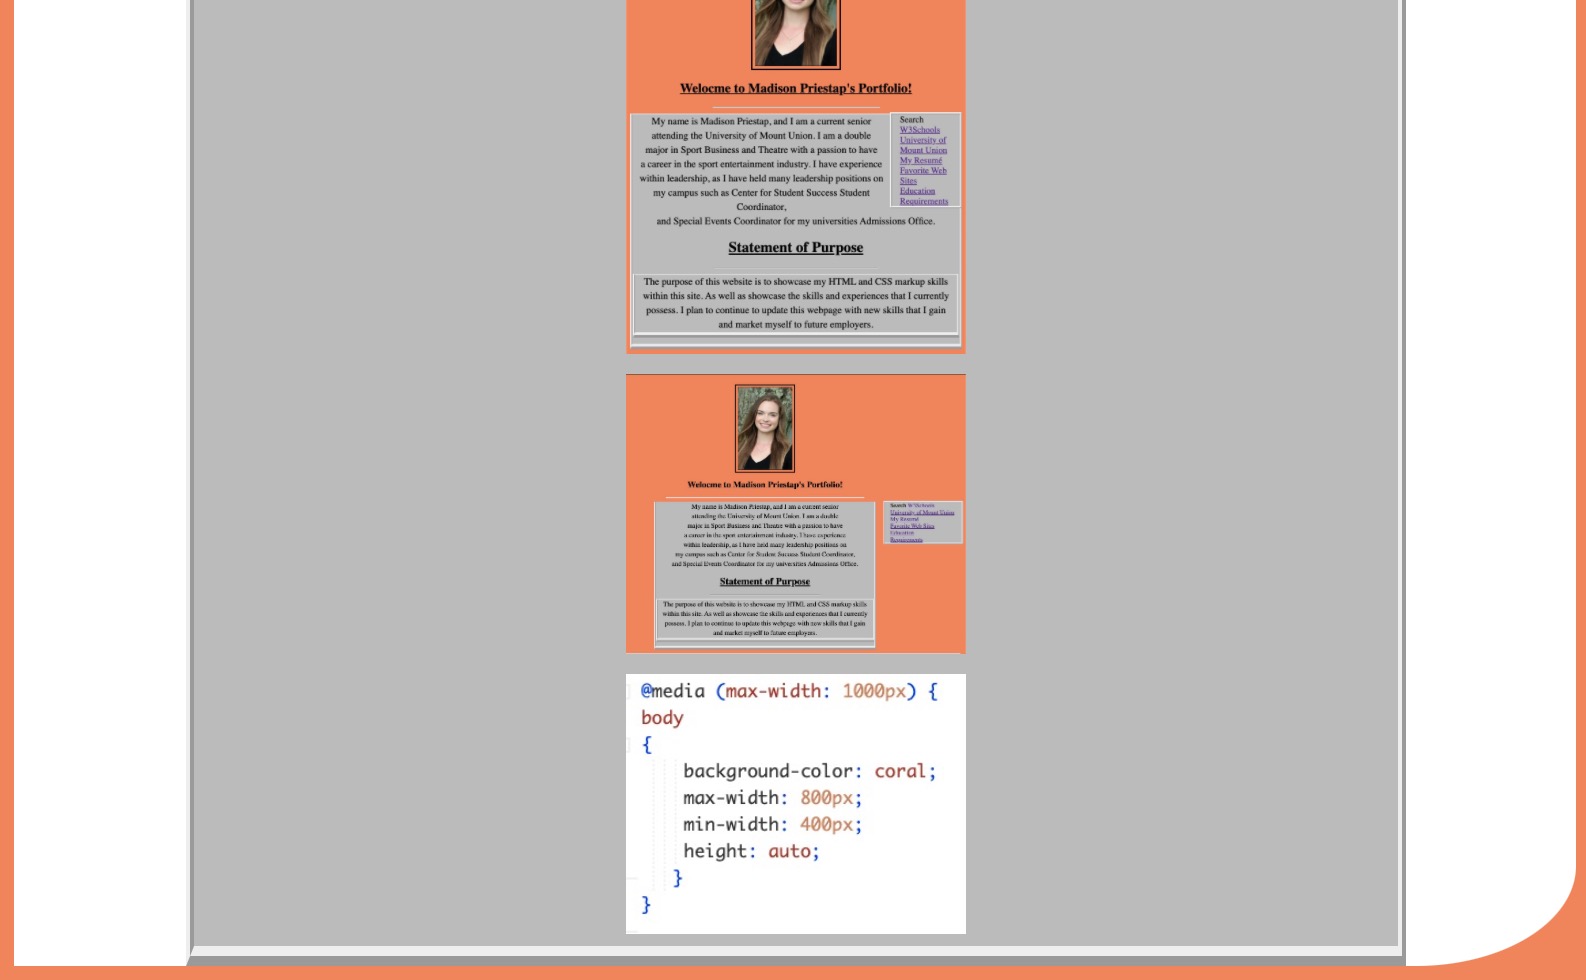 Welocme to Madison Priestap's Portfolio!
My name is Madison Priestap, and I am a current senior
attending the University of Mount Union. I am a double
major in Sport Business and Theatre with a passion to have
a career in the sport entertainment industry. I have experience
within leadership, as I have held many leadership positions on
my campus such as Center for Student Success Student
Coordinator,
and Special Events Coordinator for my universities Admissions Office.
Search
W3Schools
University of
Mount Union
My Resumé
Favorite Web
Sites
Education
Requirements
Statement of Purpose
The purpose of this website is to showcase my HTML and CSS markup skills
within this site. As well as showcase the skills and experiences that I currently
possess. I plan to continue to update this webpage with new skills that I gain
and market myself to future employers.
Welocme to Madison Priestap's Portfolio!
My name is Madison Priestap, and I am a current senior
attending the University of Mount Union. I am a double
major in Sport Business and Theatre with a passion to have
a career in the sport entertainment industry. I have experience
within leadership, as I have held many leadership positions on
my campus such as Center for Student Success Student Coordinator,
and Special Events Coordinator for my universities Admissions Office.
Search W3Schools
University of Mount Union
My Resumé
Favorite Web Sites
Education
Requirements
Statement of Purpose
The purpose of this website is to showcase my HTML and CSS markup skills
within this site. As well as showcase the skills and experiences that I currently
possess. I plan to continue to update this webpage with new skills that I gain
and market myself to future employers.
@media (max-width: 1000px) {
body
{
background-color: coral;
max-width: 800px;
min-width: 400px;
height: auto;
}
}